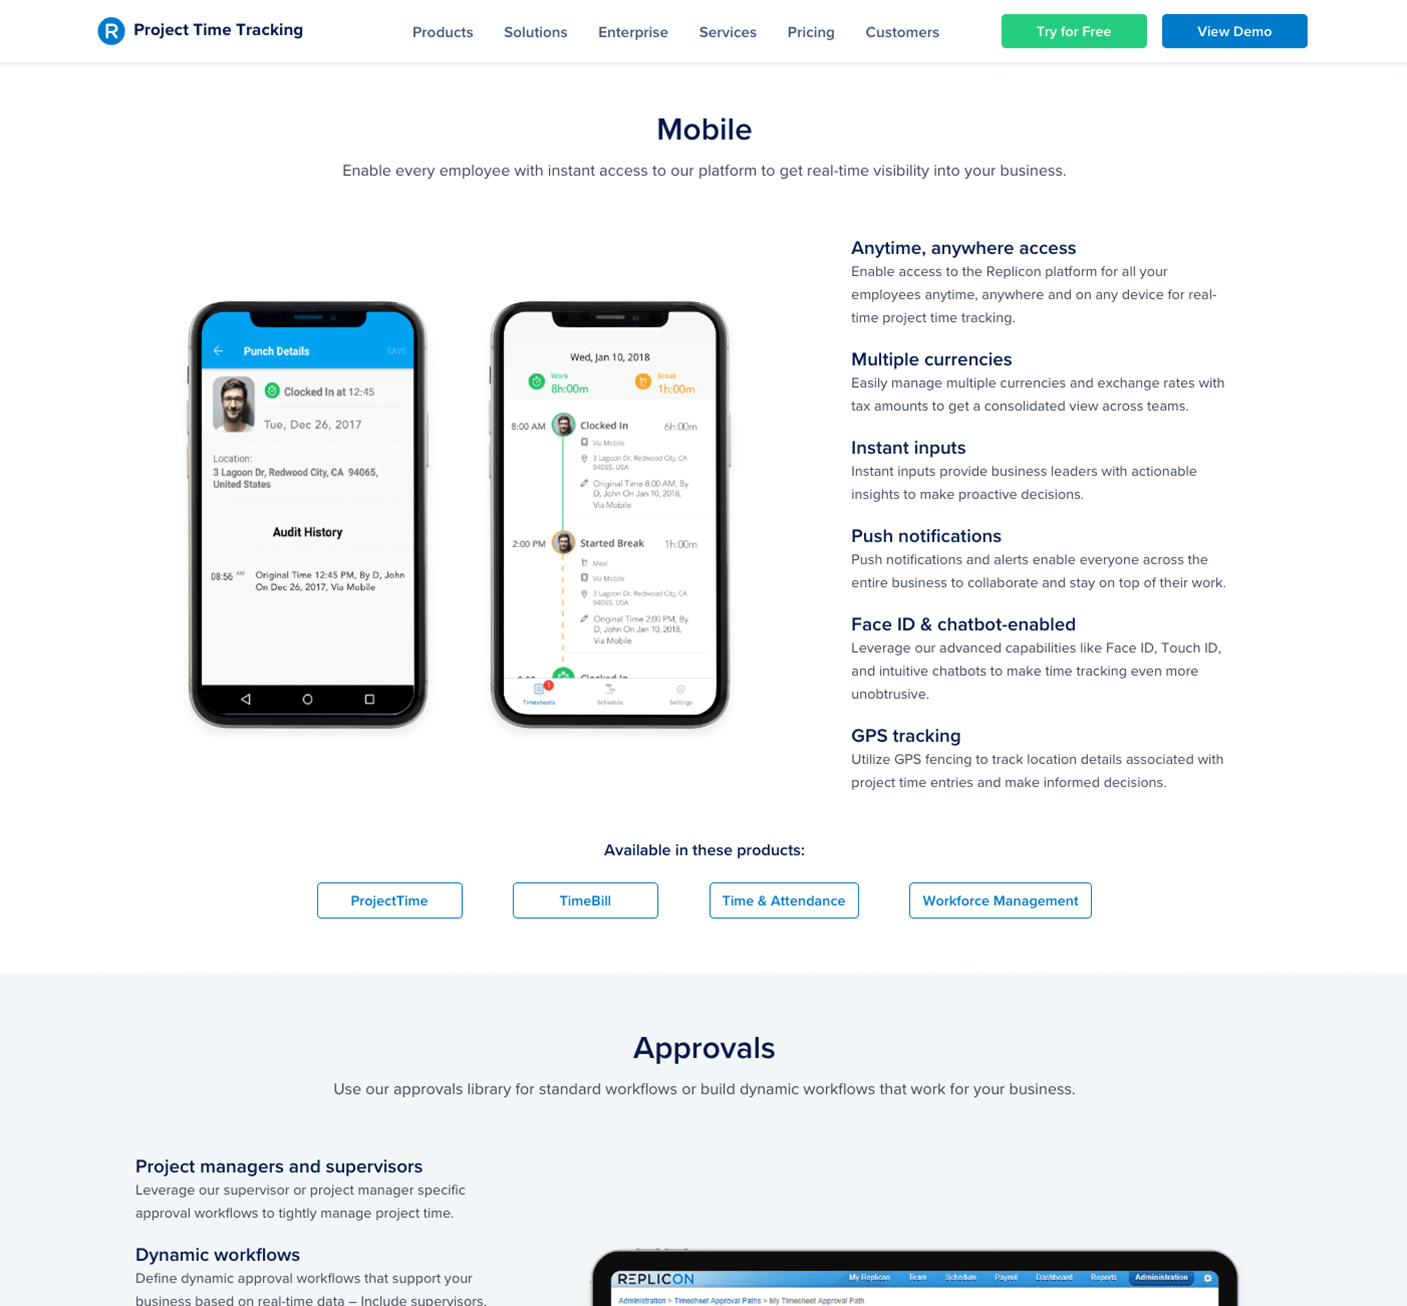 R Project Time Tracking
Products Solutions Enterprise Services Pricing Customers
Try for Free
View Demo
Mobile
Enable every employee with instant access to our platform to get real-time visibility into your business.
Punch Details
SAVE
Clocked In at 12:45
Tue, Dec 26, 2017
Location:
3 Lagoon Dr, Redwood City, CA 94065,
United States
Audit History
08:56 AM
Original Time 12:45 PM, By D, John
On Dec 26, 2017, Via Mobile
Wed, Jan 10, 2018
Work
8h:00m
Break
1h:00m
8:00 AM
Clocked In
6h:00m
Via Mobile
3 Lagoon Dr, Redwood City, CA
94065, USA
Original Time 8:00 AM, By
D, John On Jan 10, 2018,
Via Mobile
2:00 PM
Started Break
1h:00m
Meal
Via Mobile
3 Lagoon Dr, Redwood City, CA
94065, USA
Original Time 2:00 PM, By
D, John On Jan 10, 2018,
Via Mobile
Clocked In
1
Timesheets
Schedule
Settings
Anytime, anywhere access
Enable access to the Replicon platform for all your
employees anytime, anywhere and on any device for real-
time project time tracking.
Multiple currencies
Easily manage multiple currencies and exchange rates with
tax amounts to get a consolidated view across teams.
Instant inputs
Instant inputs provide business leaders with actionable
insights to make proactive decisions.
Push notifications
Push notifications and alerts enable everyone across the
entire business to collaborate and stay on top of their work.
Face ID & chatbot-enabled
Leverage our advanced capabilities like Face ID, Touch ID,
and intuitive chatbots to make time tracking even more
unobtrusive.
GPS tracking
Utilize GPS fencing to track location details associated with
project time entries and make informed decisions.
Available in these products:
ProjectTime
TimeBill
Time & Attendance
Workforce Management
Approvals
Use our approvals library for standard workflows or build dynamic workflows that work for your business.
Project managers and supervisors
Leverage our supervisor or project manager specific
approval workflows to tightly manage project time.
Dynamic workflows
Define dynamic approval workflows that support your
business based on real-time data – Include supervisors,
REPLICON
My Replicon Team Schedule Payroll Dashboard Reports Administration
Administration > Timesheet Approval Paths > My Timesheet Approval Path